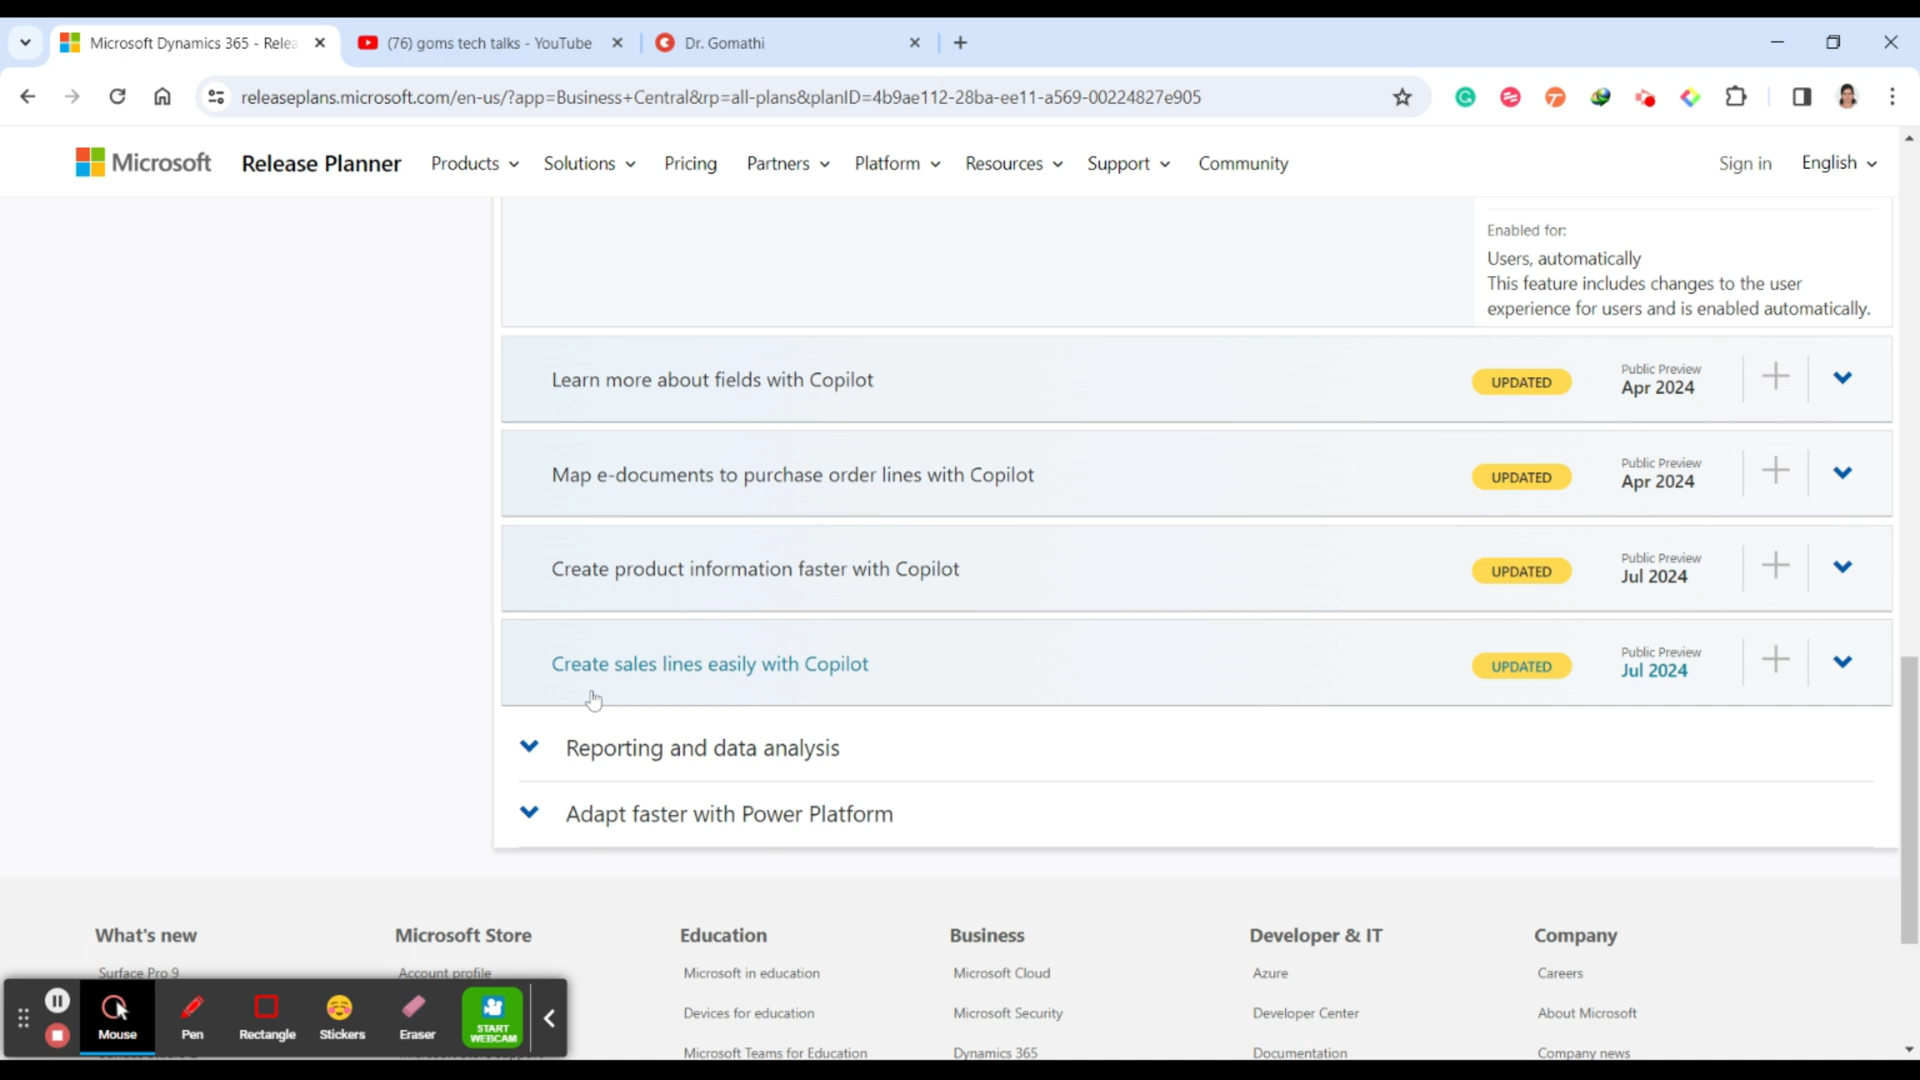 Microsoft Dynamics 365 - Relea
(76) goms tech talks - YouTube
Dr. Gomathi
releaseplans.microsoft.com/en-us/?app=Business+Central&rp=all-plans&planID=4b9ae112-28ba-ee11-a569-00224827e905
Microsoft
Release Planner
Products
Solutions
Pricing
Partners
Platform
Resources
Support
Community
Sign in
English
Enabled for:
Users, automatically
This feature includes changes to the user
experience for users and is enabled automatically.
Learn more about fields with Copilot
UPDATED
Public Preview
Apr 2024
Map e-documents to purchase order lines with Copilot
UPDATED
Public Preview
Apr 2024
Create product information faster with Copilot
UPDATED
Public Preview
Jul 2024
Create sales lines easily with Copilot
UPDATED
Public Preview
Jul 2024
Reporting and data analysis
Adapt faster with Power Platform
What's new
Microsoft Store
Education
Business
Developer & IT
Company
Surface Pro 9
Account profile
Microsoft in education
Microsoft Cloud
Azure
Careers
Devices for education
Microsoft Security
Developer Center
About Microsoft
Microsoft Teams for Education
Dynamics 365
Documentation
Company news
Mouse
Pen
Rectangle
Stickers
Eraser
START
WEBCAM